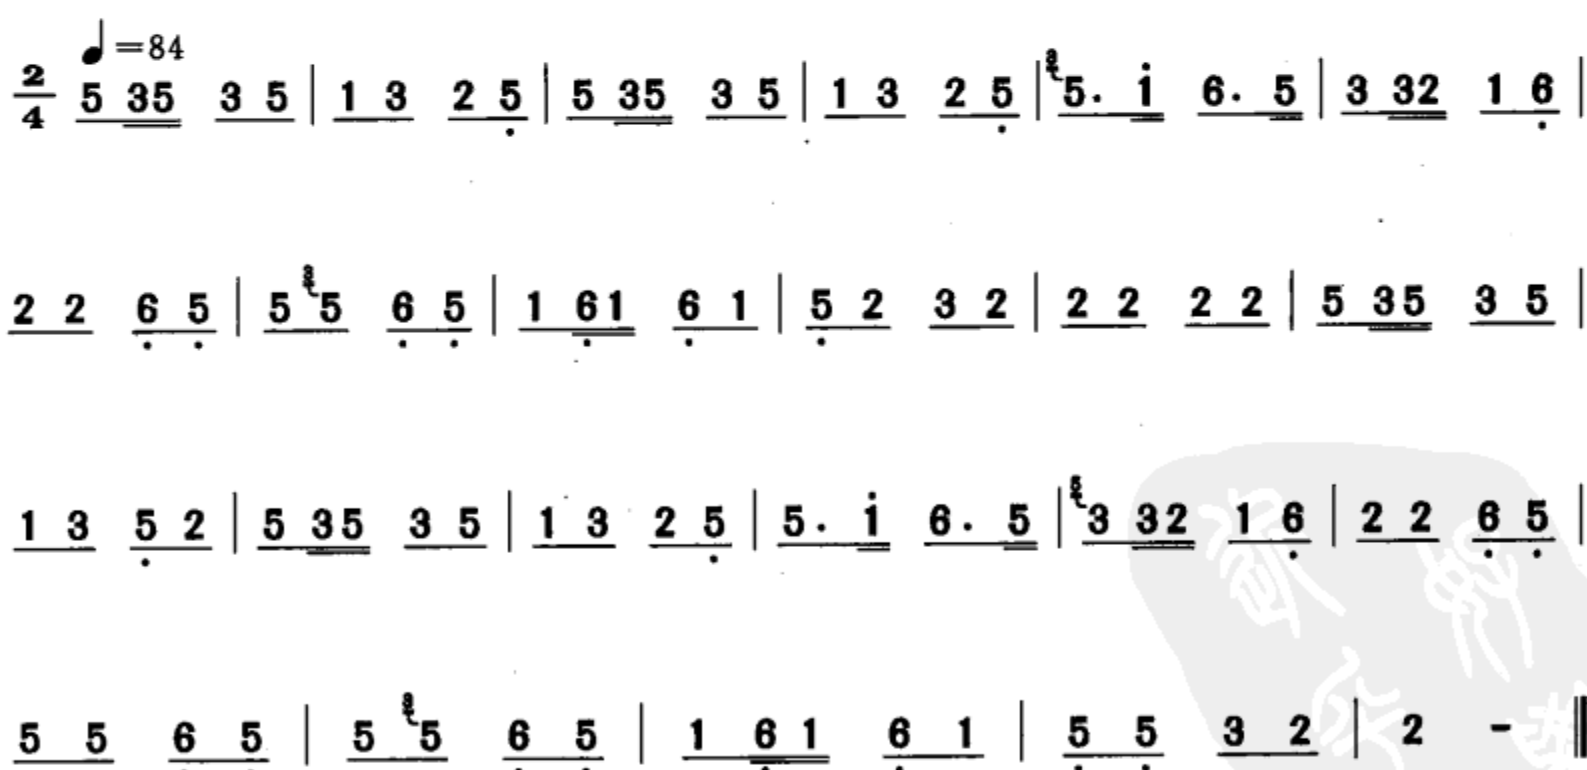 ♩=84
2/4 5 35 3 5 | 1 3 2 5̣ | 5 35 3 5 | 1 3 2 5̣ | 5. i 6. 5 | 3 32 1 6̣ |
2 2 6̣ 5̣ | 5 ³5 6̣ 5̣ | 1 6̣1 6̣ 1 | 5̣ 2 3 2 | 2 2 2 2 | 5 35 3 5 |
1 3 5̣ 2 | 5 35 3 5 | 1 3 2 5̣ | 5. i 6. 5 | 3 32 1 6̣ | 2 2 6̣ 5̣ |
5 5 6̣ 5̣ | 5 ³5 6̣ 5̣ | 1 6̣1 6̣ 1 | 5̣ 5̣ 3 2 | 2 - ‖